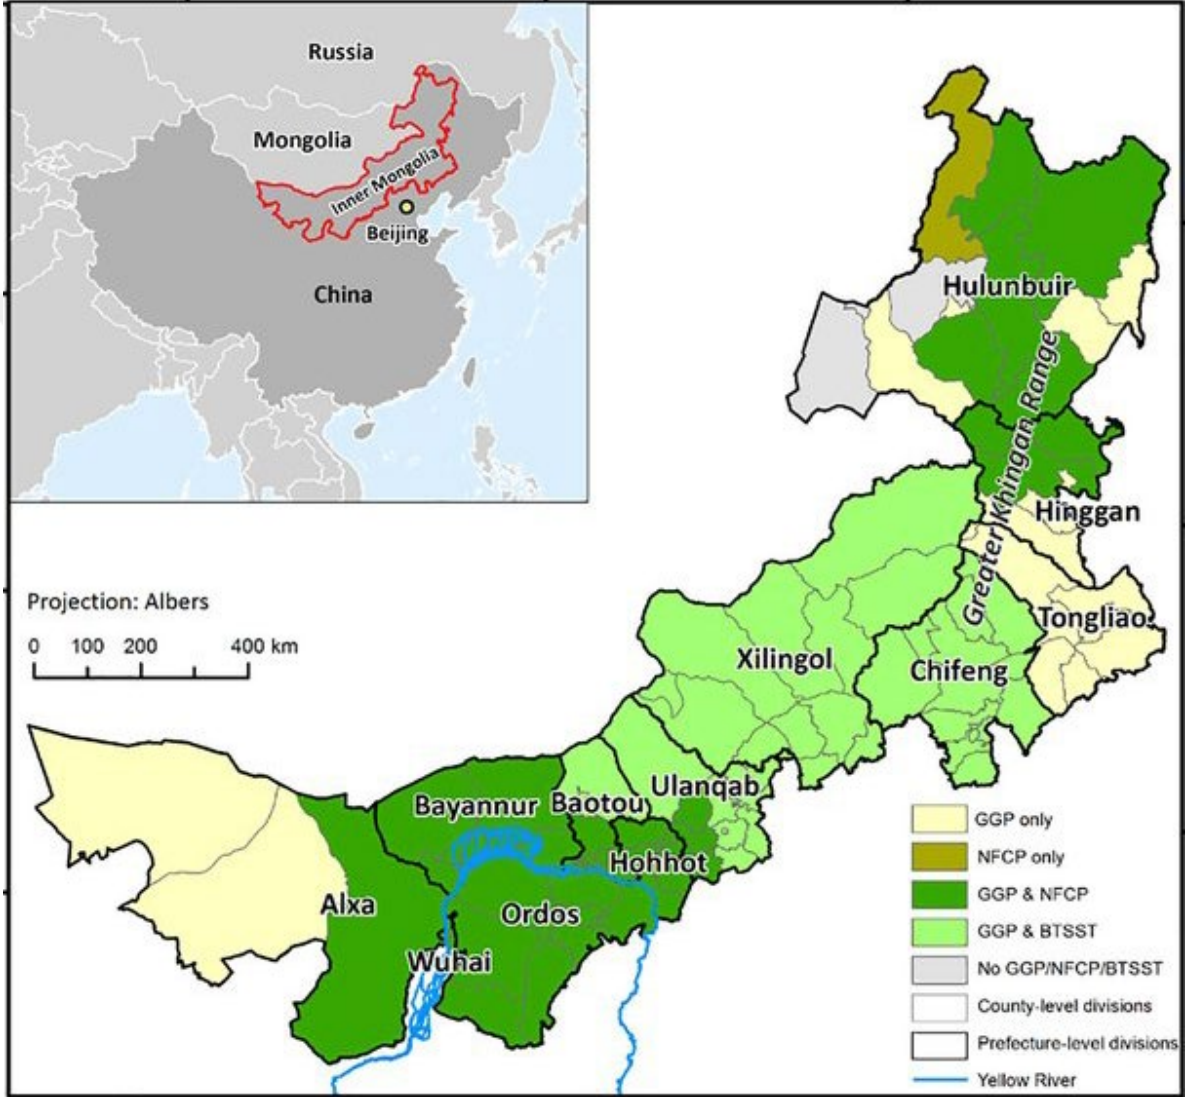 Russia
Mongolia
Inner Mongolia
Beijing
China
Hulunbuir
Greater Khingan Range
Hinggan
Projection: Albers
0 100 200 400 km
Tongliao
Xilingol
Chifeng
Ulanqab
Bayannur
Baotou
Hohhot
Alxa
Ordos
Wuhai
GGP only
NFCP only
GGP & NFCP
GGP & BTSST
No GGP/NFCP/BTSST
County-level divisions
Prefecture-level divisions
Yellow River